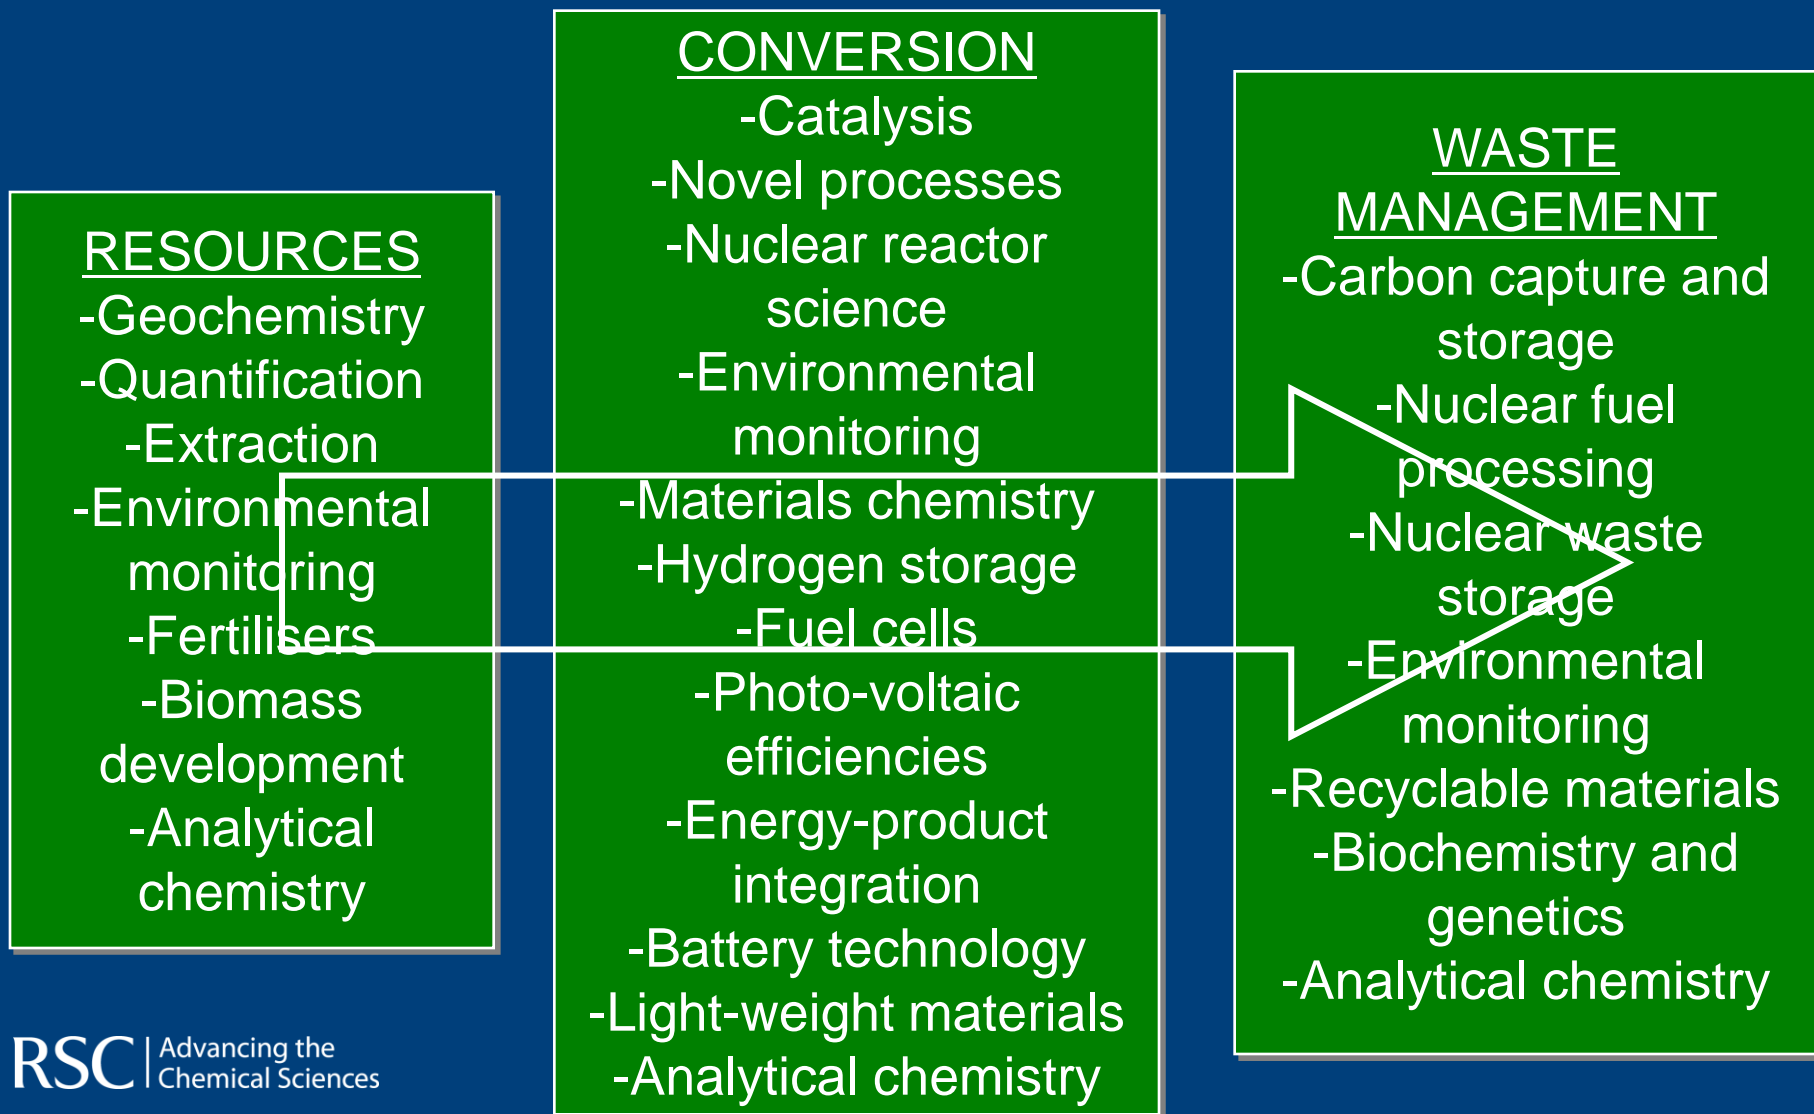 RESOURCES
-Geochemistry
-Quantification
-Extraction
-Environmental
monitoring
-Fertilisers
-Biomass
development
-Analytical
chemistry
CONVERSION
-Catalysis
-Novel processes
-Nuclear reactor
science
-Environmental
monitoring
-Materials chemistry
-Hydrogen storage
-Fuel cells
-Photo-voltaic
efficiencies
-Energy-product
integration
-Battery technology
-Light-weight materials
-Analytical chemistry
WASTE
MANAGEMENT
-Carbon capture and
storage
-Nuclear fuel
processing
-Nuclear waste
storage
-Environmental
monitoring
-Recyclable materials
-Biochemistry and
genetics
-Analytical chemistry
RSC | Advancing the
Chemical Sciences